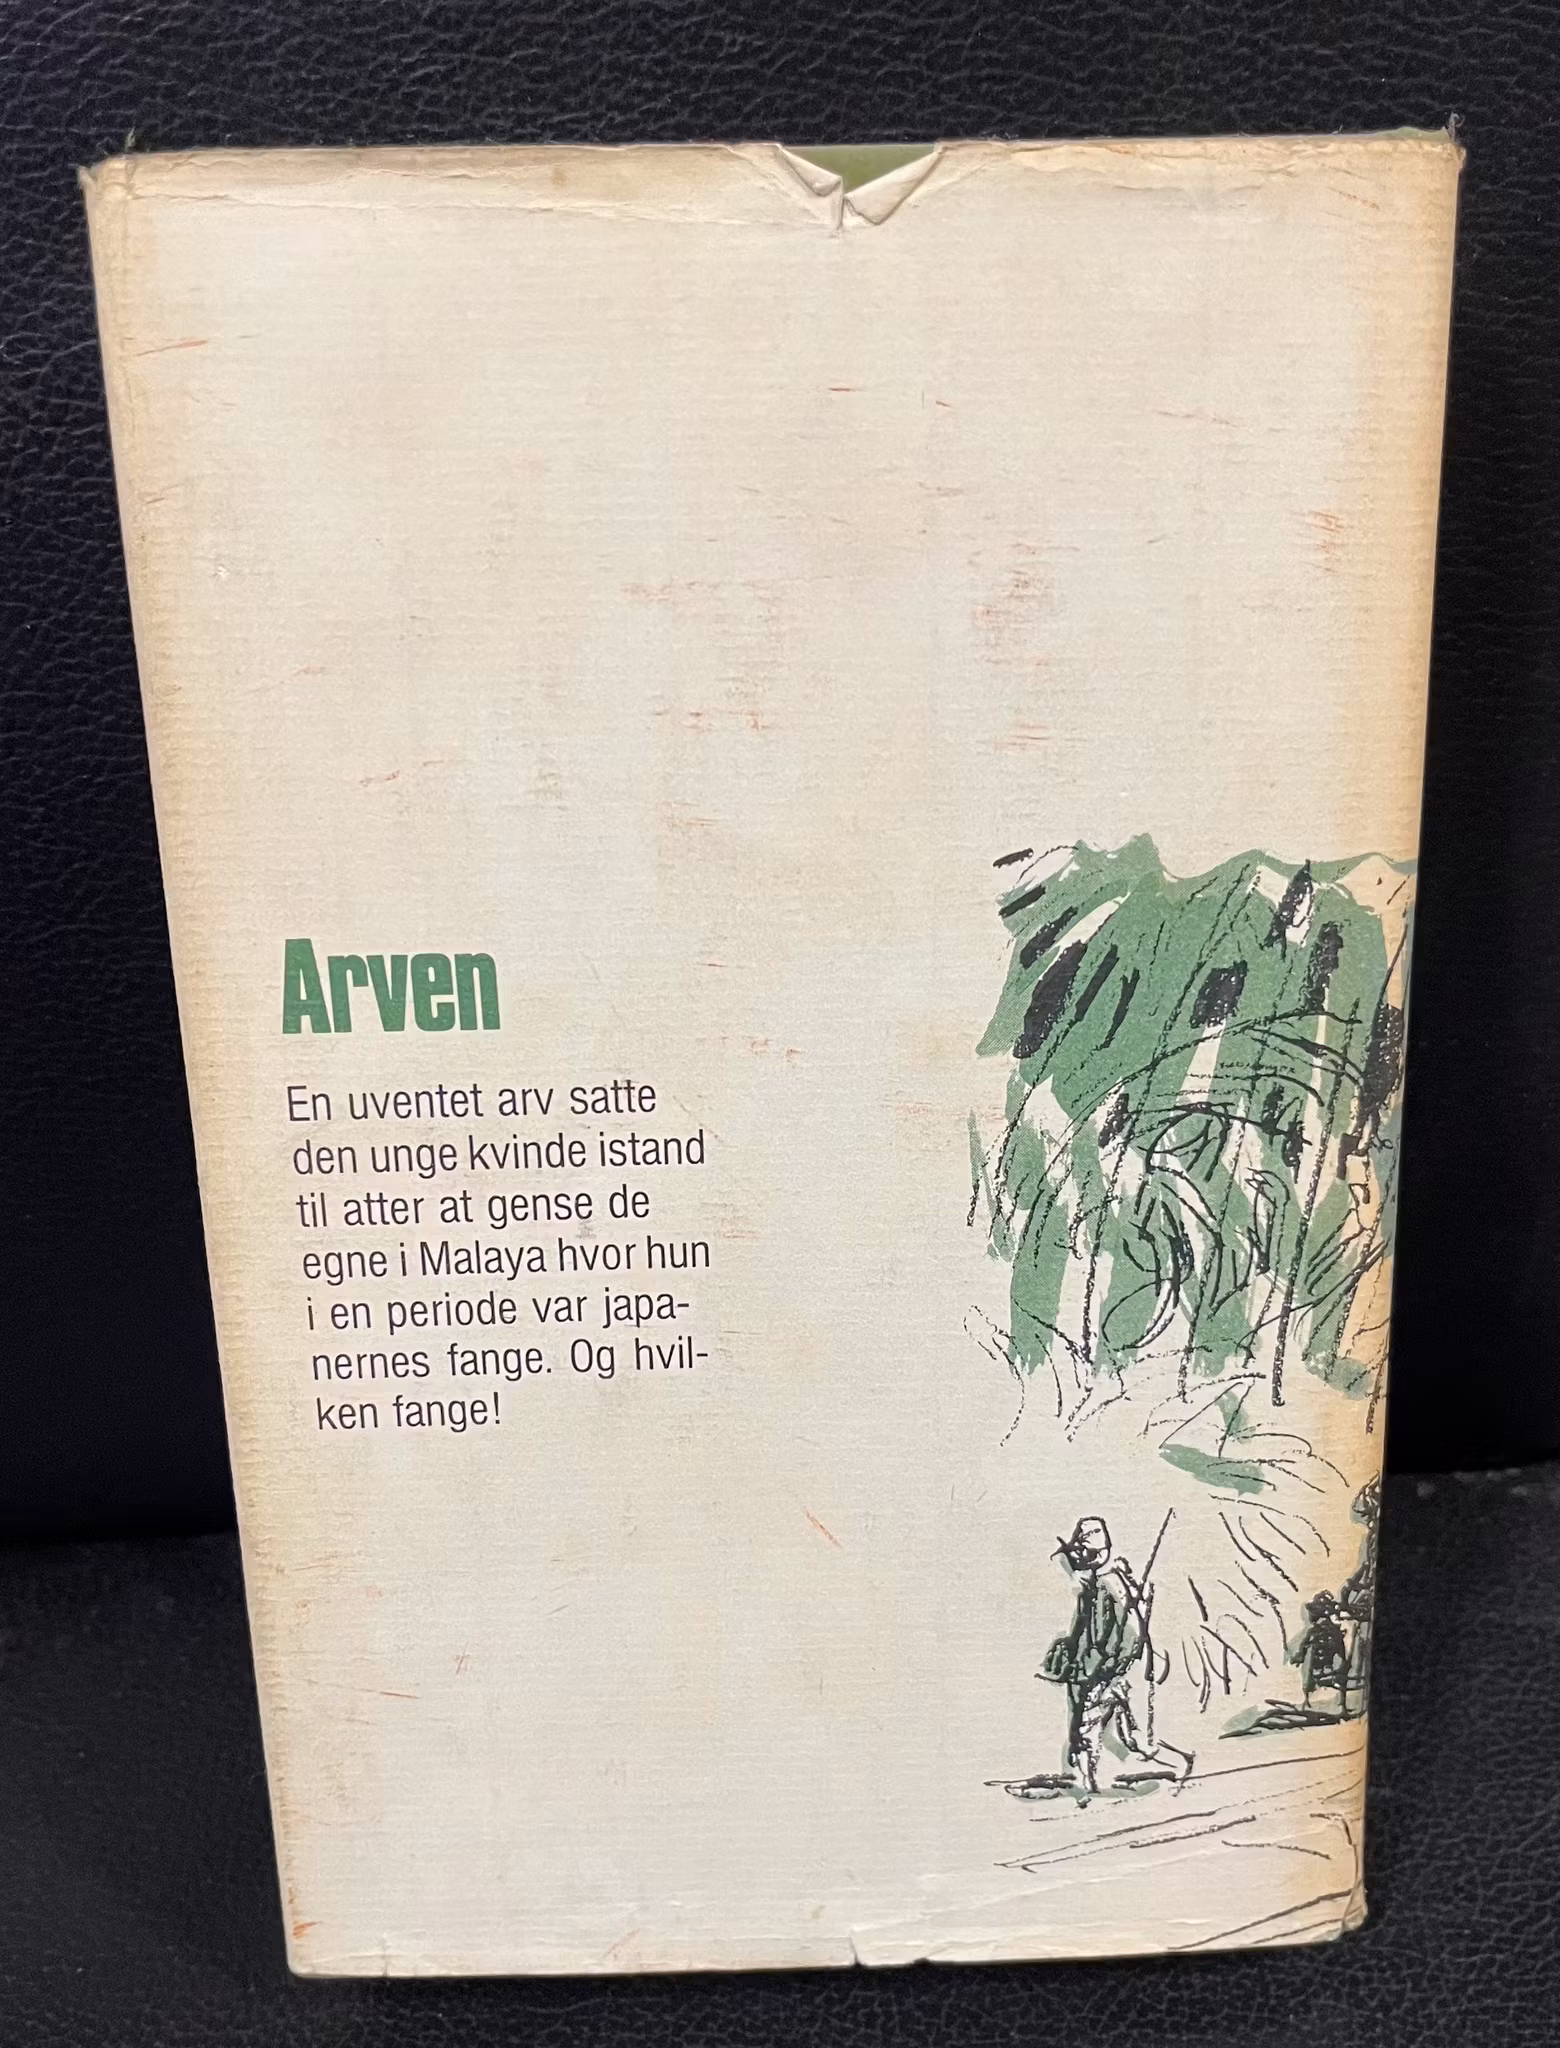 Arven
En uventet arv satte
den unge kvinde istand
til atter at gense de
egne i Malaya hvor hun
i en periode var japa-
nernes fange. Og hvil-
ken fange!